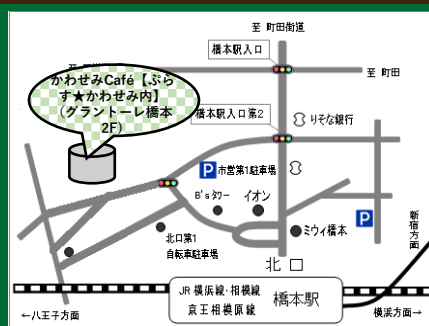 至 町田街道
橋本駅入口
至 町田
かわせみCafé【ぷら
す★かわせみ内】
（グラントーレ橋本
2F）
橋本駅入口第2
りそな銀行
P 市営第1駐車場
B'sタワー
イオン
P
北口第1
自転車駐車場
ミウィ橋本
新宿方面
北 口
JR 横浜線・相模線
京王相模原線
橋本駅
←八王子方面
横浜方面→